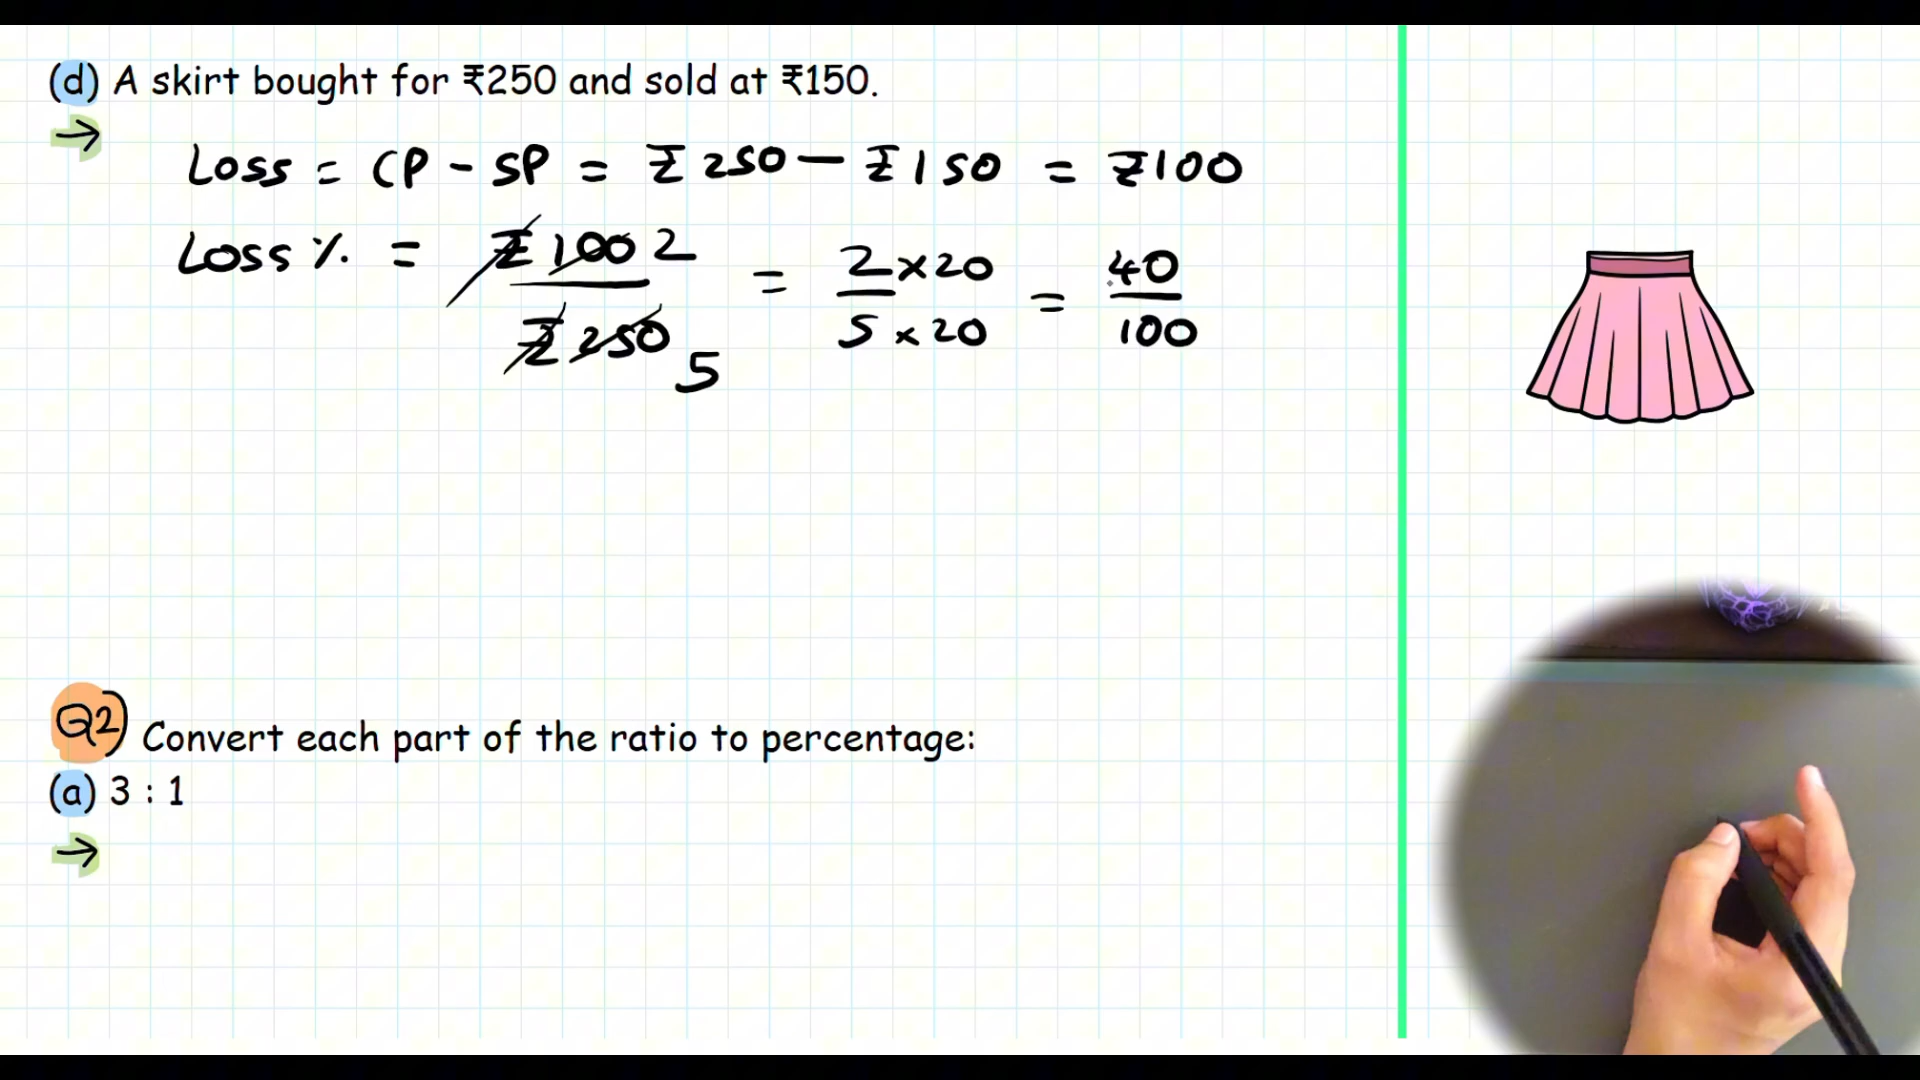 (d) A skirt bought for ₹250 and sold at ₹150.
→
Loss = CP - SP = ₹250 - ₹150 = ₹100
Loss % = ₹100 2 / ₹250 5 = 2 × 20 / 5 × 20 = 40 / 100
Q2) Convert each part of the ratio to percentage:
(a) 3 : 1
→